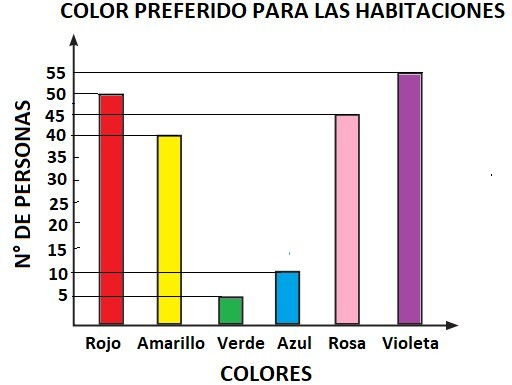 COLOR PREFERIDO PARA LAS HABITACIONES
N° DE PERSONAS
55
50
45
40
35
30
25
20
15
10
5
Rojo Amarillo Verde Azul Rosa Violeta
COLORES